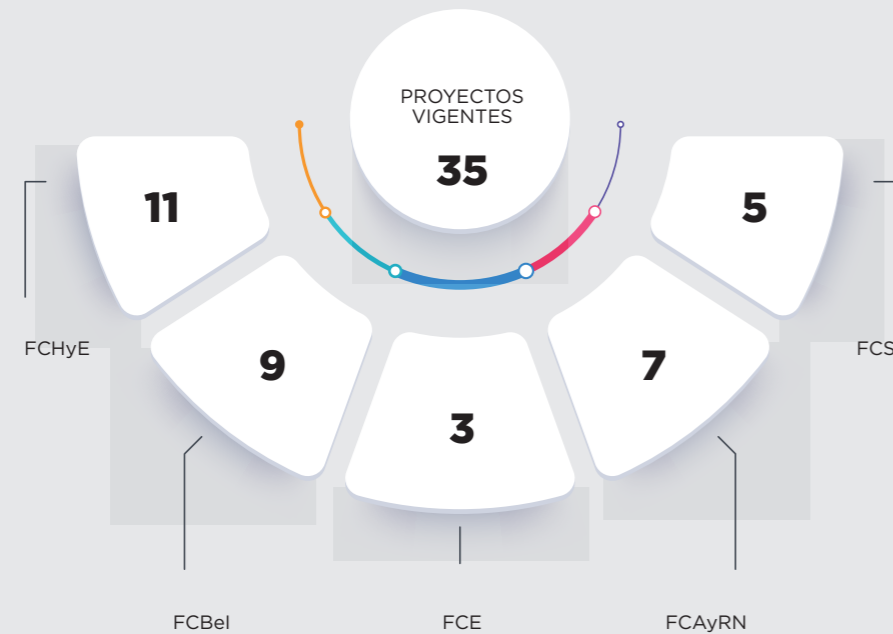 PROYECTOS
VIGENTES
35
11
5
9
7
3
FCHyE
FCS
FCBeI
FCE
FCAyRN